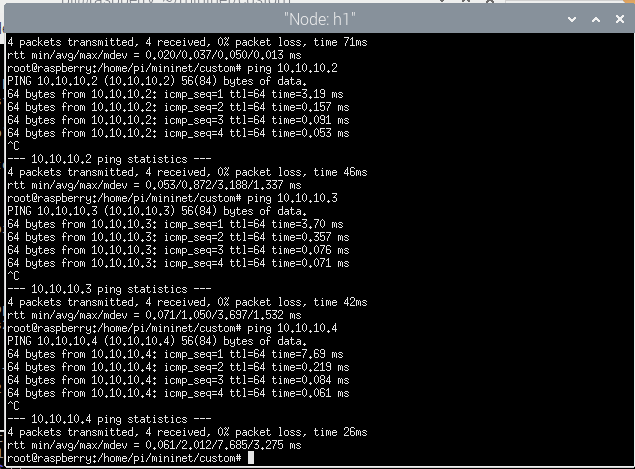 "Node: h1"
4 packets transmitted, 4 received, 0% packet loss, time 71ms
rtt min/avg/max/mdev = 0.020/0.037/0.050/0.013 ms
root@raspberry:/home/pi/mininet/custom# ping 10.10.10.2
PING 10.10.10.2 (10.10.10.2) 56(84) bytes of data.
64 bytes from 10.10.10.2: icmp_seq=1 ttl=64 time=3.19 ms
64 bytes from 10.10.10.2: icmp_seq=2 ttl=64 time=0.157 ms
64 bytes from 10.10.10.2: icmp_seq=3 ttl=64 time=0.091 ms
64 bytes from 10.10.10.2: icmp_seq=4 ttl=64 time=0.053 ms
^C
--- 10.10.10.2 ping statistics ---
4 packets transmitted, 4 received, 0% packet loss, time 46ms
rtt min/avg/max/mdev = 0.053/0.872/3.188/1.337 ms
root@raspberry:/home/pi/mininet/custom# ping 10.10.10.3
PING 10.10.10.3 (10.10.10.3) 56(84) bytes of data.
64 bytes from 10.10.10.3: icmp_seq=1 ttl=64 time=3.70 ms
64 bytes from 10.10.10.3: icmp_seq=2 ttl=64 time=0.357 ms
64 bytes from 10.10.10.3: icmp_seq=3 ttl=64 time=0.076 ms
64 bytes from 10.10.10.3: icmp_seq=4 ttl=64 time=0.071 ms
^C
--- 10.10.10.3 ping statistics ---
4 packets transmitted, 4 received, 0% packet loss, time 42ms
rtt min/avg/max/mdev = 0.071/1.050/3.697/1.532 ms
root@raspberry:/home/pi/mininet/custom# ping 10.10.10.4
PING 10.10.10.4 (10.10.10.4) 56(84) bytes of data.
64 bytes from 10.10.10.4: icmp_seq=1 ttl=64 time=7.69 ms
64 bytes from 10.10.10.4: icmp_seq=2 ttl=64 time=0.219 ms
64 bytes from 10.10.10.4: icmp_seq=3 ttl=64 time=0.084 ms
64 bytes from 10.10.10.4: icmp_seq=4 ttl=64 time=0.061 ms
^C
--- 10.10.10.4 ping statistics ---
4 packets transmitted, 4 received, 0% packet loss, time 26ms
rtt min/avg/max/mdev = 0.061/2.012/7.685/3.275 ms
root@raspberry:/home/pi/mininet/custom#